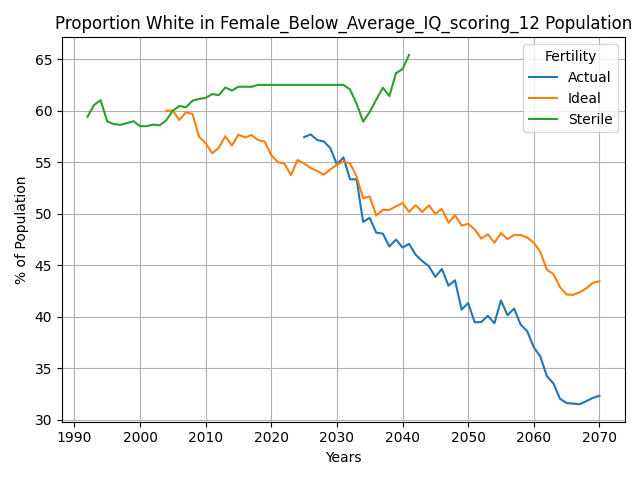 Proportion White in Female_Below_Average_IQ_scoring_12 Population
% of Population
65
60
55
50
45
40
35
30
Fertility
Actual
Ideal
Sterile
1990 2000 2010 2020 2030 2040 2050 2060 2070
Years